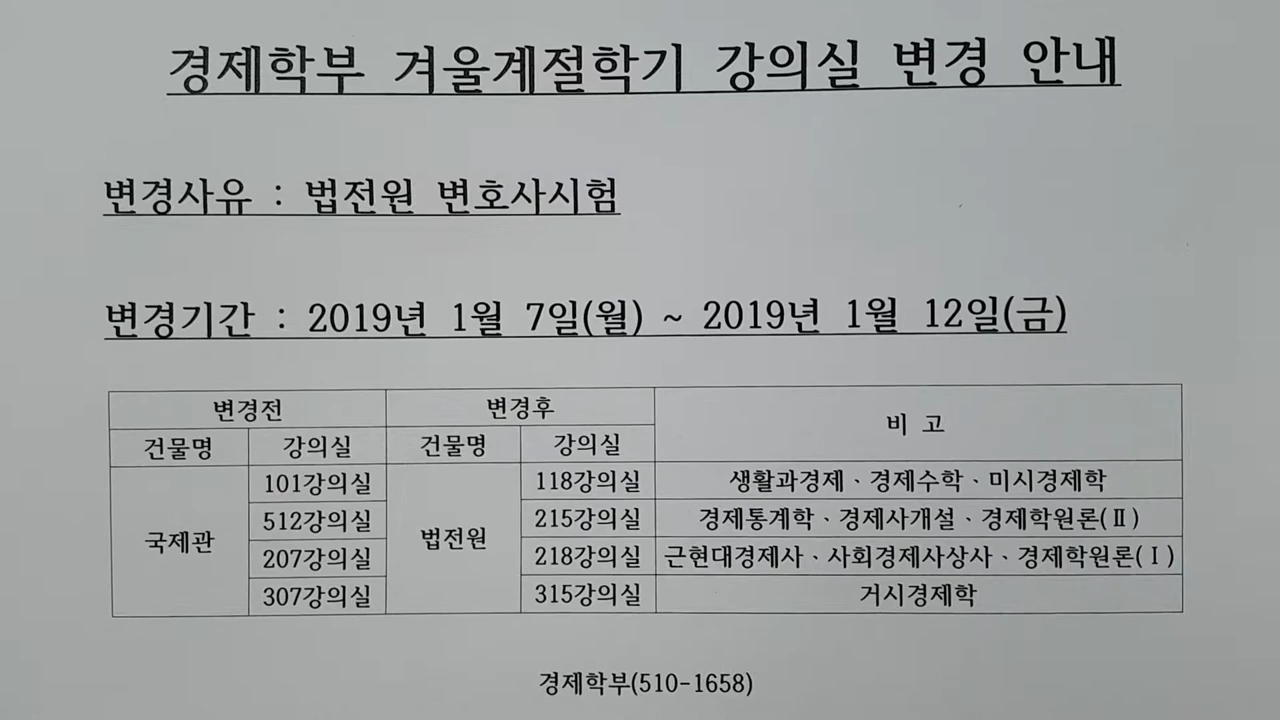 경제학부 겨울계절학기 강의실 변경 안내
변경사유 : 법전원 변호사시험
변경기간 : 2019년 1월 7일(월) ~ 2019년 1월 12일(금)
변경전 변경후 비 고
건물명 강의실 건물명 강의실
국제관 101강의실 법전원 118강의실 생활과경제、경제수학、미시경제학
512강의실 215강의실 경제통계학、경제사개설、경제학원론(Ⅱ)
207강의실 218강의실 근현대경제사、사회경제사상사、경제학원론(Ⅰ)
307강의실 315강의실 거시경제학
경제학부(510-1658)